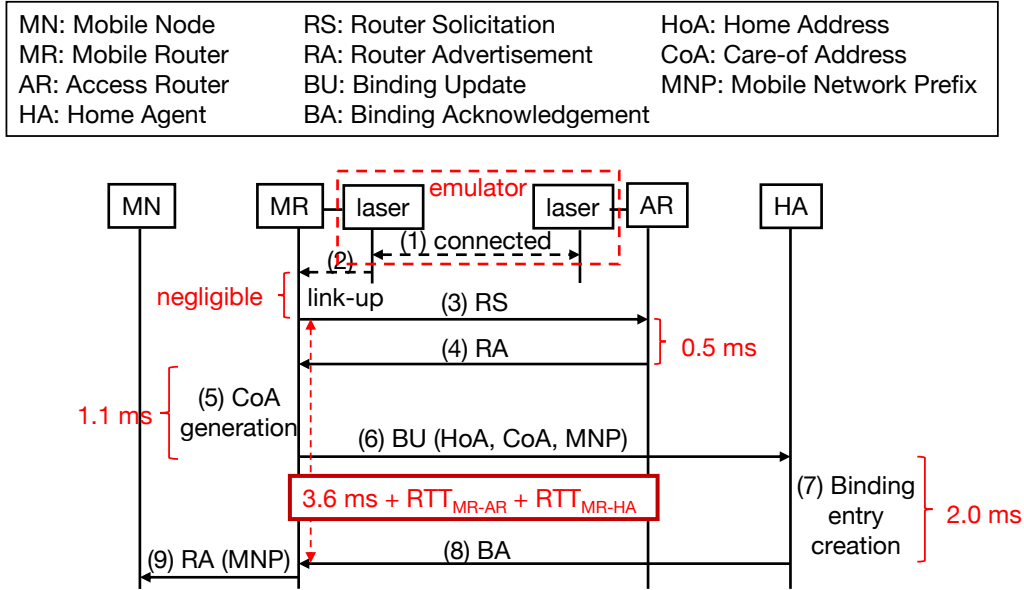 MN: Mobile Node
MR: Mobile Router
AR: Access Router
HA: Home Agent
RS: Router Solicitation
RA: Router Advertisement
BU: Binding Update
BA: Binding Acknowledgement
HoA: Home Address
CoA: Care-of Address
MNP: Mobile Network Prefix
emulator
MN
MR
laser
laser
AR
HA
(1) connected
(2)
link-up
negligible
(3) RS
(4) RA
0.5 ms
1.1 ms
(5) CoA
generation
(6) BU (HoA, CoA, MNP)
3.6 ms + RTTMR-AR + RTTMR-HA
(7) Binding
entry
creation
2.0 ms
(8) BA
(9) RA (MNP)